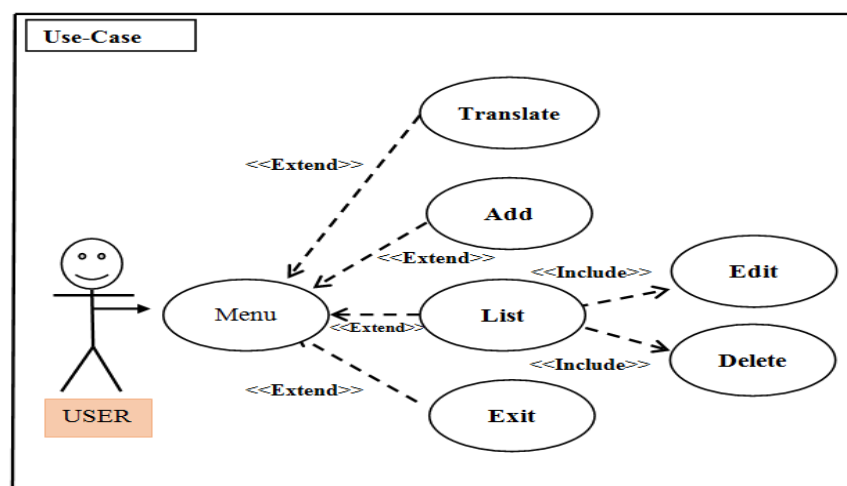 Use-Case
Translate
<<Extend>>
Add
<<Extend>>
<<Include>>
Edit
Menu
List
<<Extend>>
<<Include>>
Delete
<<Extend>>
Exit
USER